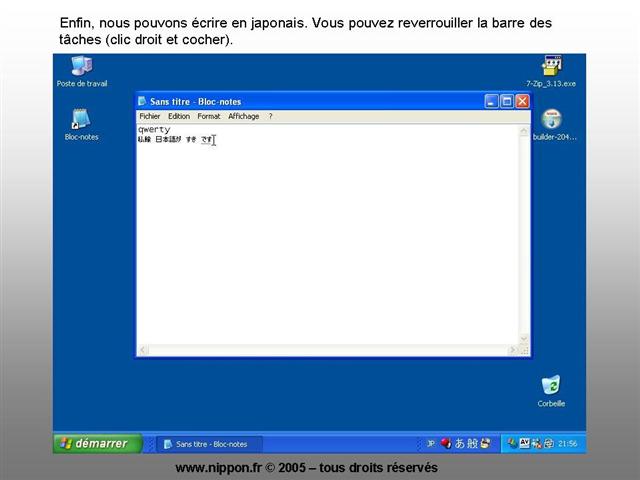 Enfin, nous pouvons écrire en japonais. Vous pouvez reverrouiller la barre des
tâches (clic droit et cocher).
Poste de travail
7-Zip_3.13.exe
Sans titre - Bloc-notes
Fichier Edition Format Affichage ?
qwerty
日本語が すき です
Bloc-notes
builder-204...
Corbeille
démarrer
Sans titre - Bloc-notes
JP
あ 般
21:56
www.nippon.fr © 2005 – tous droits réservés